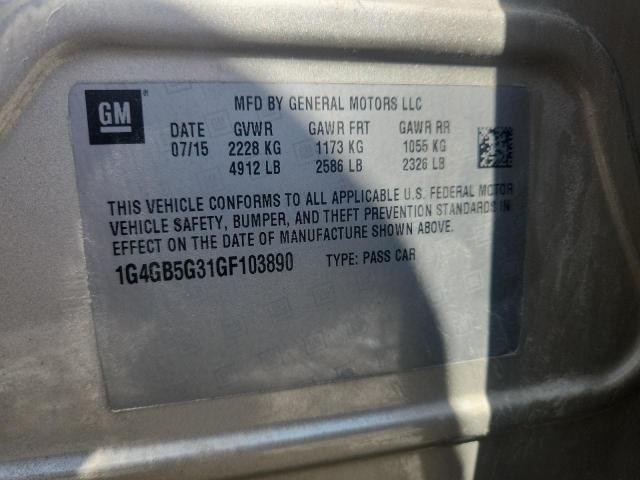 GM
MFD BY GENERAL MOTORS LLC
DATE GVWR GAWR FRT GAWR RR
07/15 2228 KG 1173 KG 1055 KG
4912 LB 2586 LB 2326 LB
THIS VEHICLE CONFORMS TO ALL APPLICABLE U.S. FEDERAL MOTOR
VEHICLE SAFETY, BUMPER, AND THEFT PREVENTION STANDARDS IN
EFFECT ON THE DATE OF MANUFACTURE SHOWN ABOVE.
1G4GB5G31GF103890 TYPE: PASS CAR